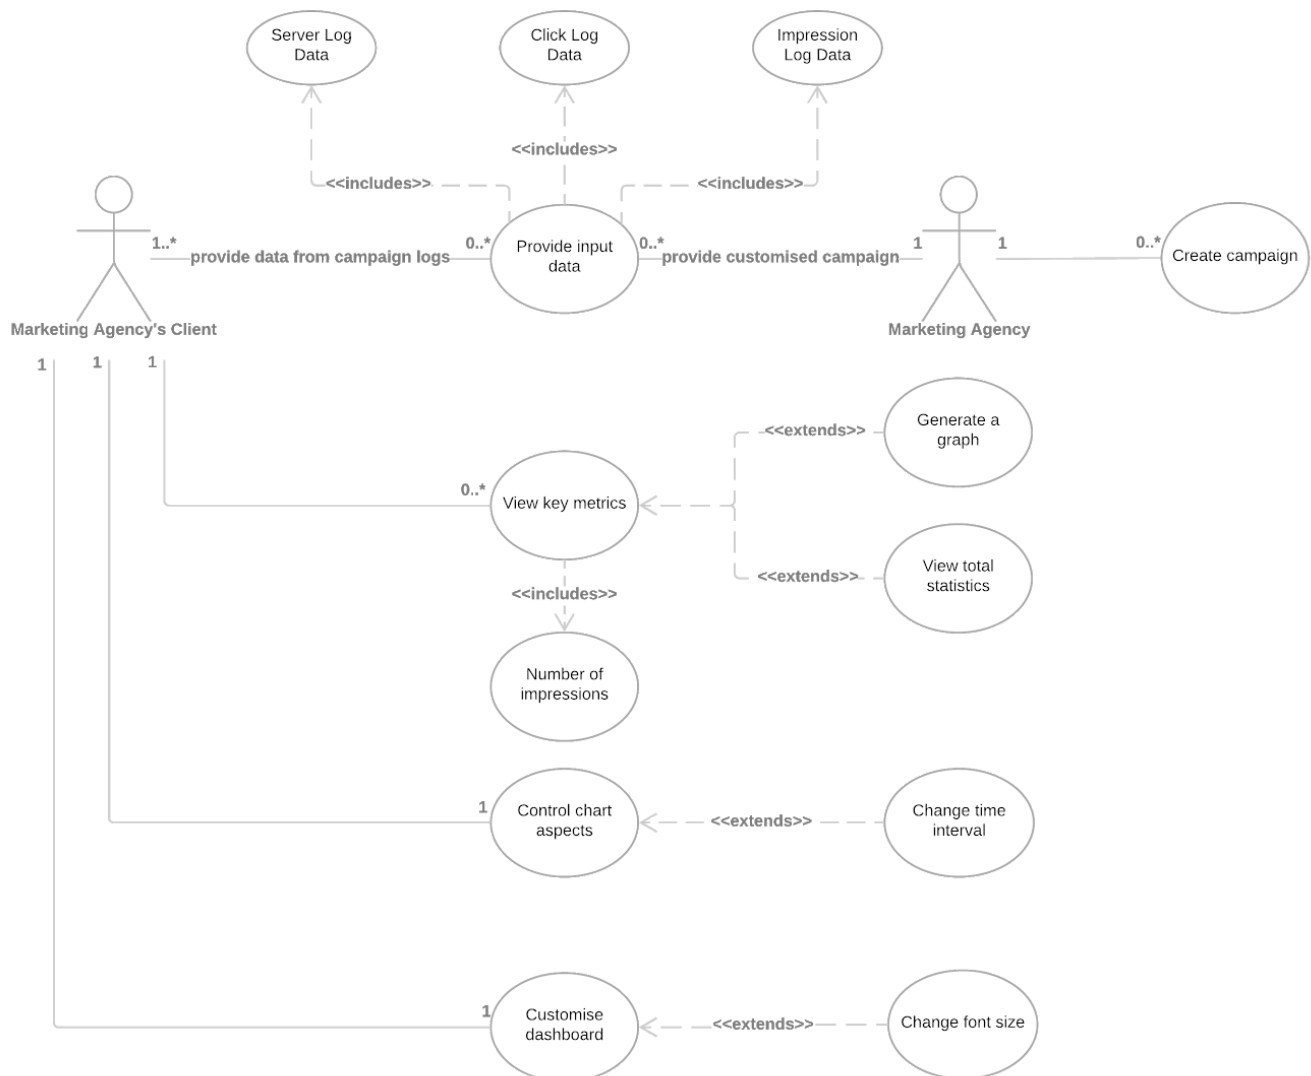 Server Log
Data
Click Log
Data
Impression
Log Data
<<includes>>
<<includes>>
<<includes>>
1..*
provide data from campaign logs
0..*
Provide input
data
0..*
provide customised campaign
1
1
0..*
Create campaign
Marketing Agency's Client
Marketing Agency
1
1
1
Generate a
graph
<<extends>>
0..*
View key metrics
View total
statistics
<<extends>>
<<includes>>
Number of
impressions
1
Control chart
aspects
<<extends>>
Change time
interval
1
Customise
dashboard
<<extends>>
Change font size